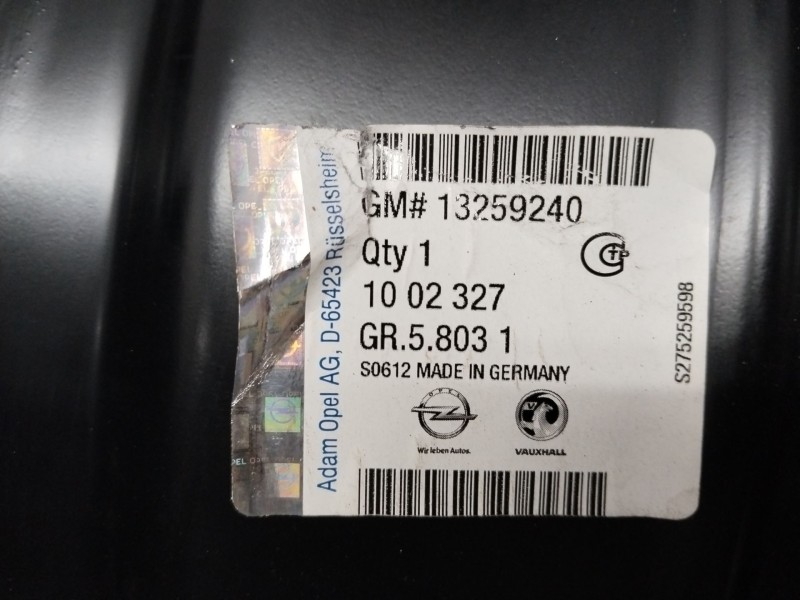 Adam Opel AG, D-65423 Rüsselsheim
GM# 13259240
Qty 1
10 02 327
GR.5.803 1
S0612 MADE IN GERMANY
OPEL
Wir leben Autos.
VAUXHALL
S275259598